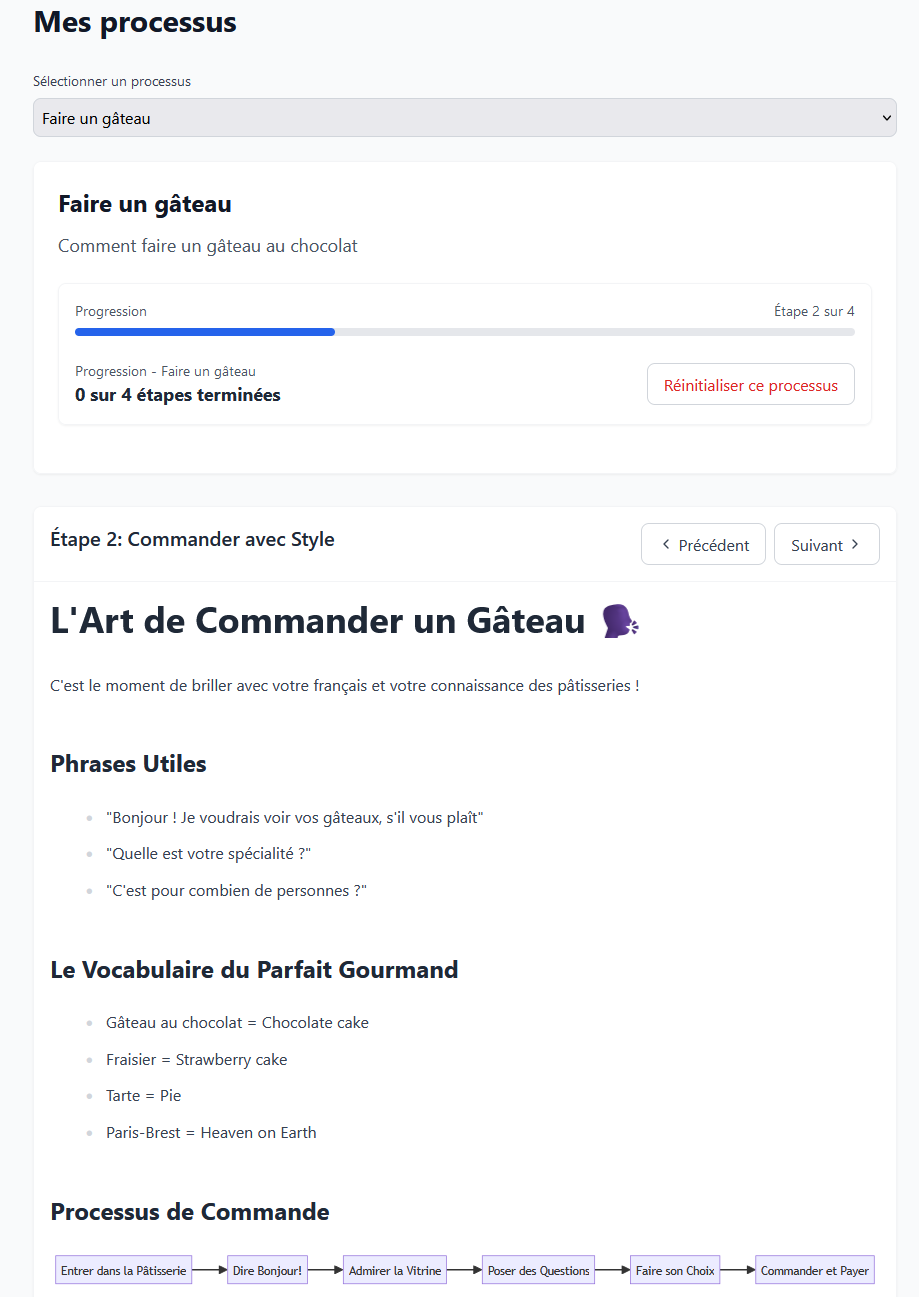 Mes processus
Sélectionner un processus
Faire un gâteau
Faire un gâteau
Comment faire un gâteau au chocolat
Progression
Étape 2 sur 4
Progression - Faire un gâteau
0 sur 4 étapes terminées
Réinitialiser ce processus
Étape 2: Commander avec Style
Précédent
Suivant
L'Art de Commander un Gâteau
C'est le moment de briller avec votre français et votre connaissance des pâtisseries !
Phrases Utiles
"Bonjour ! Je voudrais voir vos gâteaux, s'il vous plaît"
"Quelle est votre spécialité ?"
"C'est pour combien de personnes ?"
Le Vocabulaire du Parfait Gourmand
Gâteau au chocolat = Chocolate cake
Fraisier = Strawberry cake
Tarte = Pie
Paris-Brest = Heaven on Earth
Processus de Commande
Entrer dans la Pâtisserie
Dire Bonjour!
Admirer la Vitrine
Poser des Questions
Faire son Choix
Commander et Payer